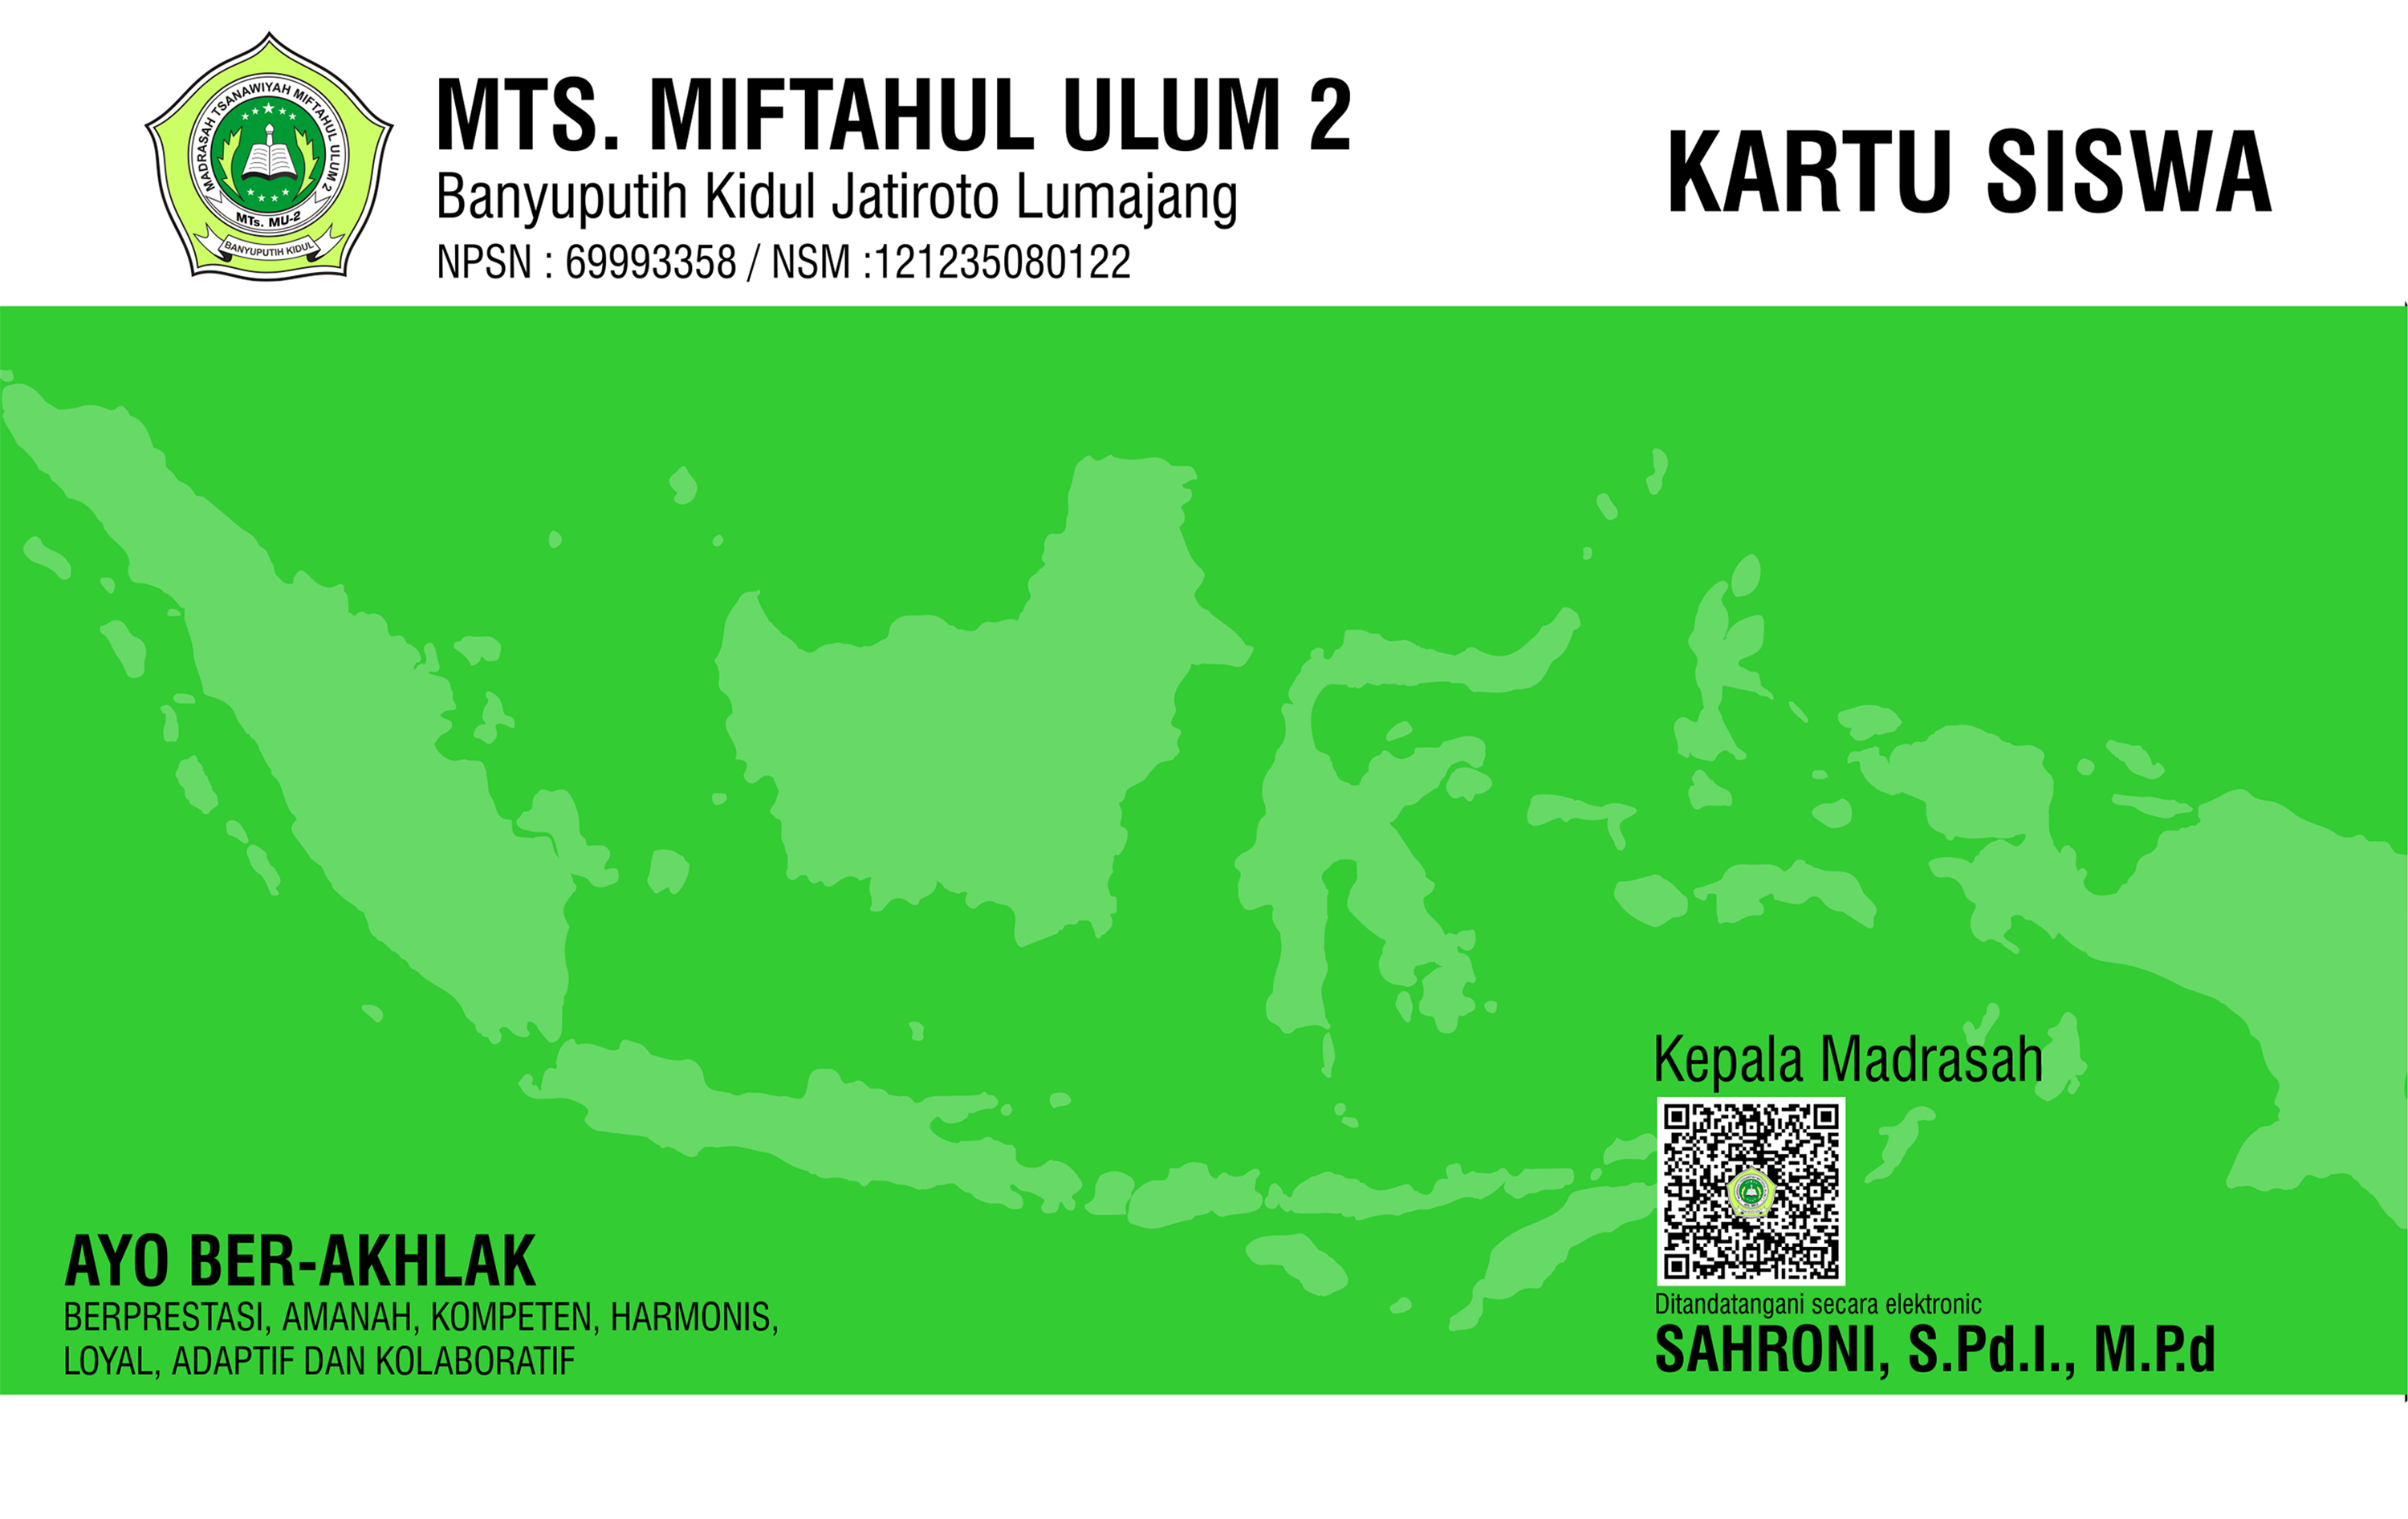 MTS. MIFTAHUL ULUM 2
Banyuputih Kidul Jatiroto Lumajang
NPSN : 69993358 / NSM :121235080122
KARTU SISWA
MADRASAH TSANAWIYAH MIFTAHUL ULUM 2
MTs. MU-2
BANYUPUTIH KIDUL
Kepala Madrasah
Ditandatangani secara elektronic
SAHRONI, S.Pd.I., M.P.d
AYO BER-AKHLAK
BERPRESTASI, AMANAH, KOMPETEN, HARMONIS,
LOYAL, ADAPTIF DAN KOLABORATIF